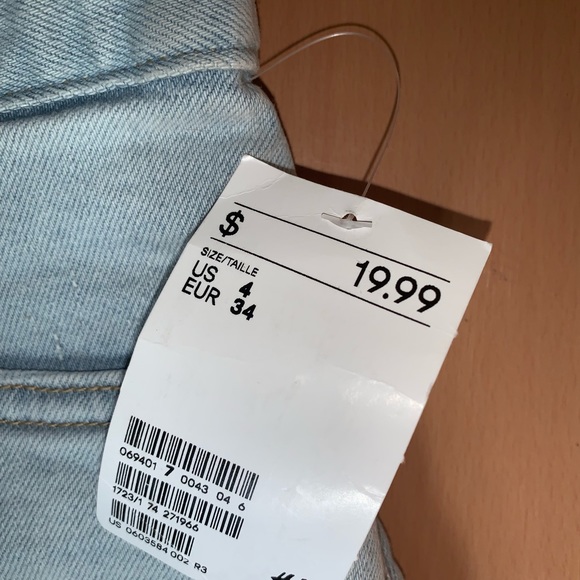 $ 19.99
SIZE/TAILLE
US 4
EUR 34
069401 7 0043 04 6
1723/1 74 271966
US 0603584 002 R3